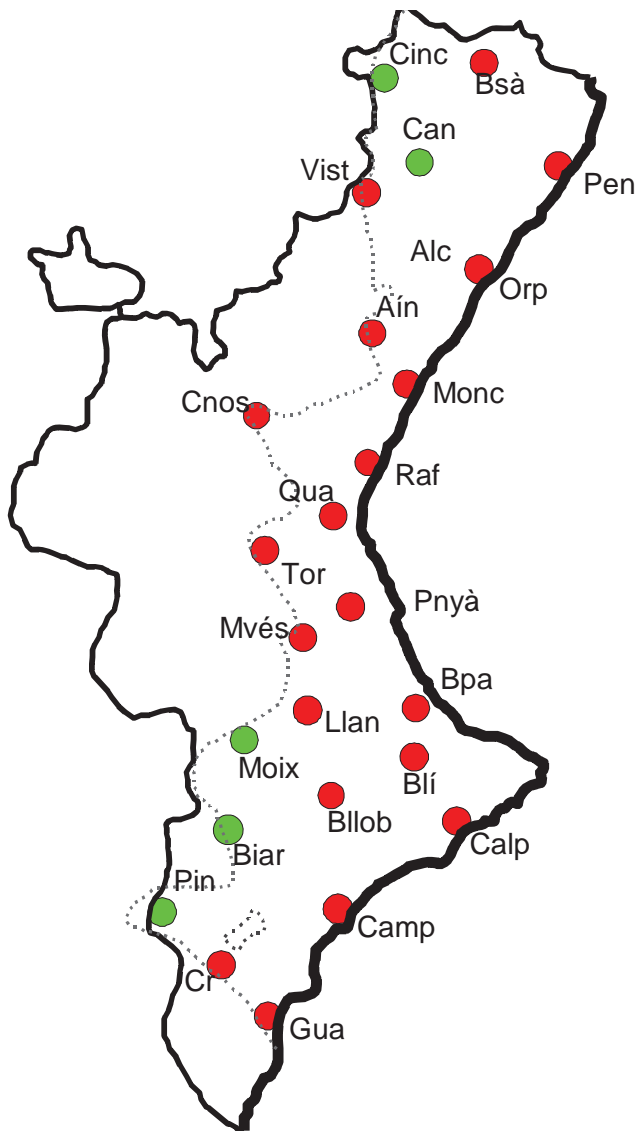 Cinc
Bsà
Can
Vist
Pen
Alc
Orp
Aín
Monc
Cnos
Raf
Qua
Tor
Pnyà
Mvés
Bpa
Llan
Moix
Blí
Bllob
Calp
Biar
Pin
Camp
Cr
Gua